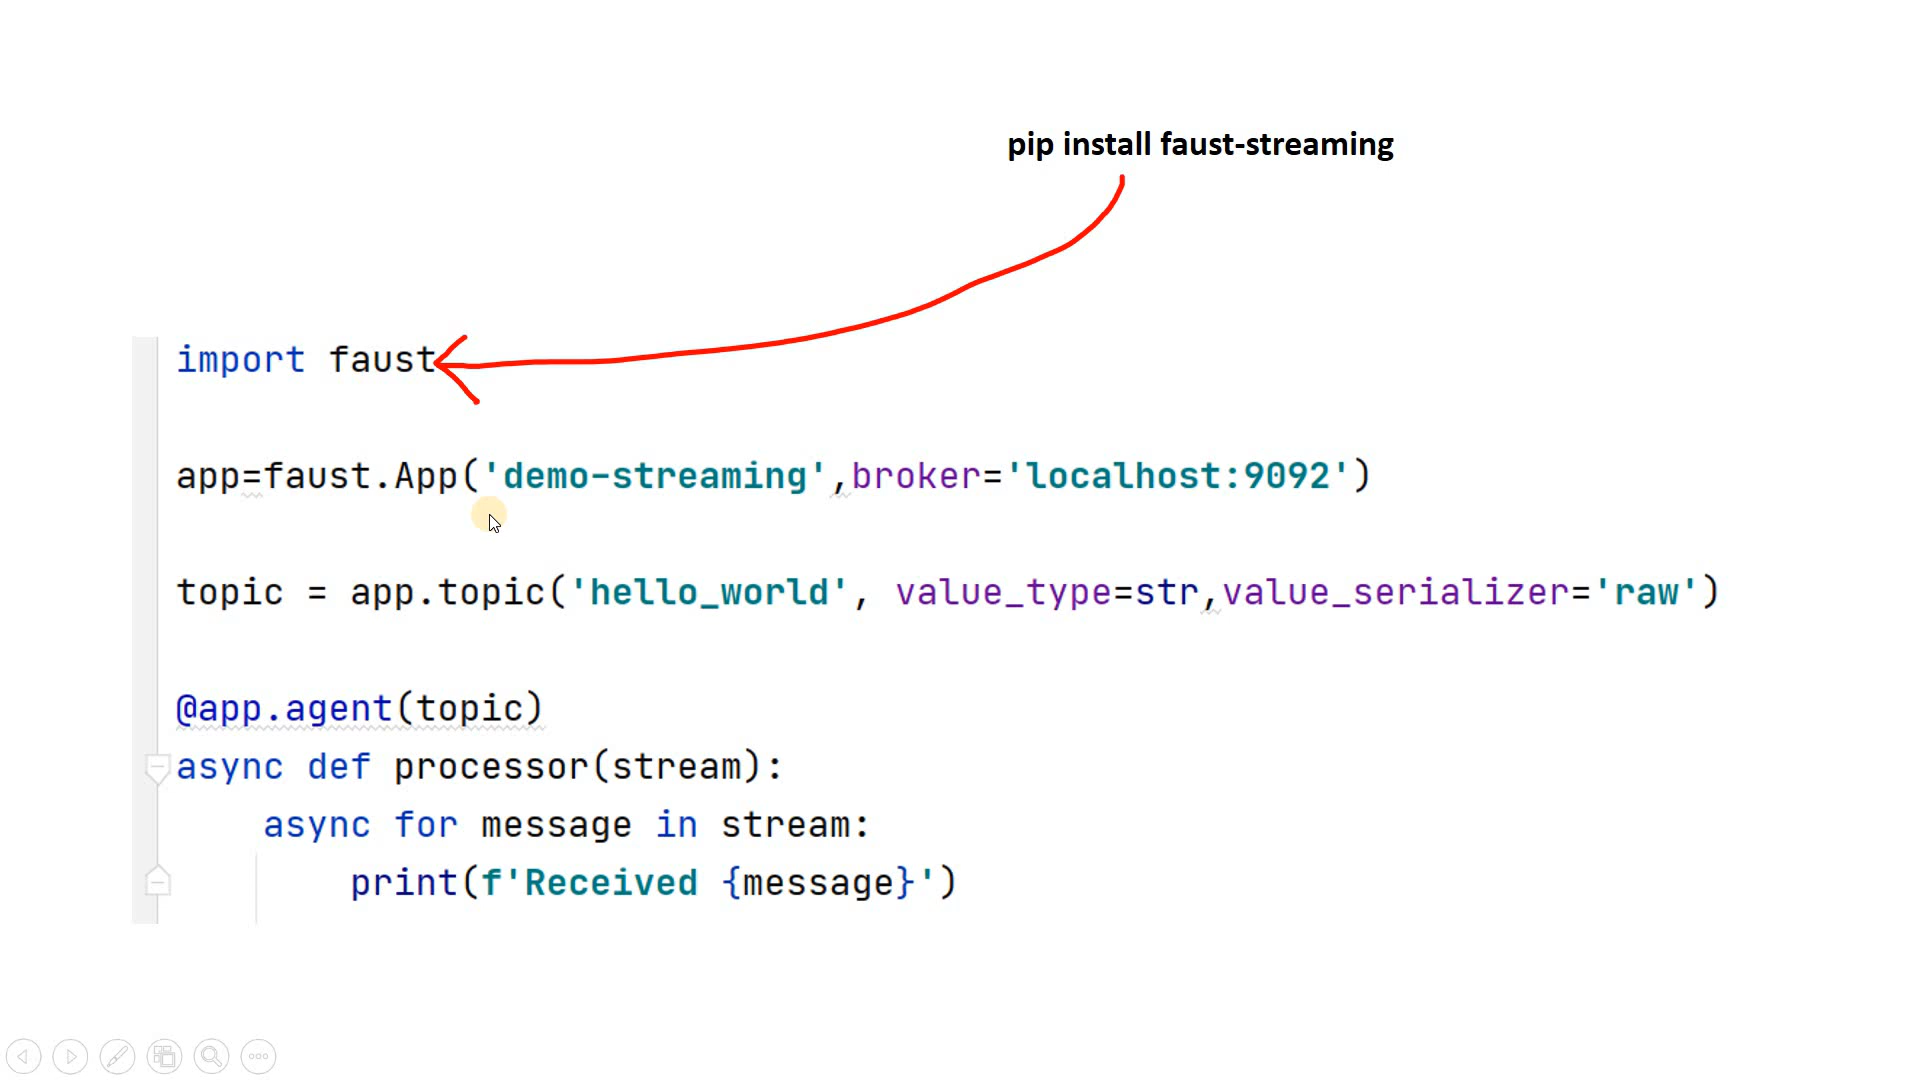 pip install faust-streaming
import faust
app=faust.App('demo-streaming',broker='localhost:9092')
topic = app.topic('hello_world', value_type=str,value_serializer='raw')
@app.agent(topic)
async def processor(stream):
    async for message in stream:
        print(f'Received {message}')